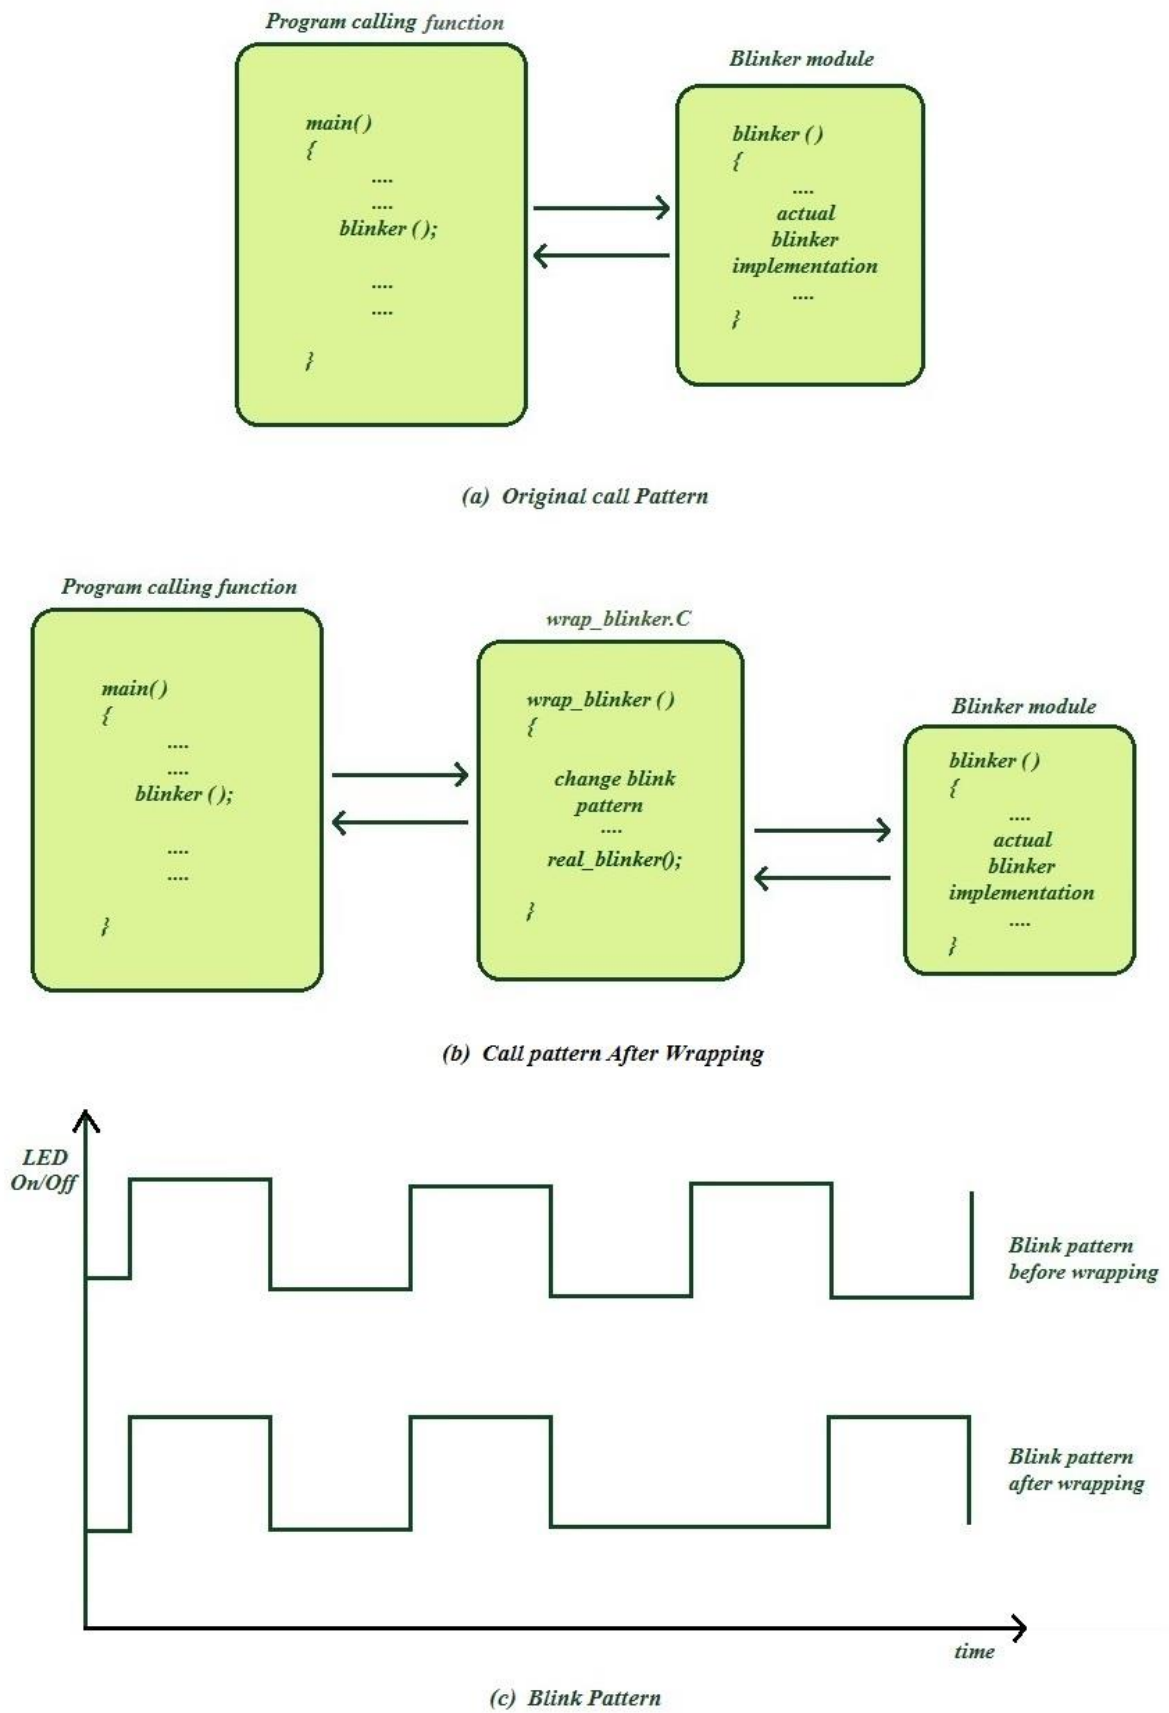 Program calling function
Blinker module
main( )
{
....
....
blinker ( );
....
....
}
blinker ( )
{
....
actual
blinker
implementation
....
}
(a) Original call Pattern
Program calling function
wrap_blinker.C
Blinker module
main( )
{
....
....
blinker ( );
....
....
}
wrap_blinker ( )
{
change blink
pattern
....
real_blinker();
}
blinker ( )
{
....
actual
blinker
implementation
....
}
(b) Call pattern After Wrapping
LED
On/Off
Blink pattern
before wrapping
Blink pattern
after wrapping
time
(c) Blink Pattern